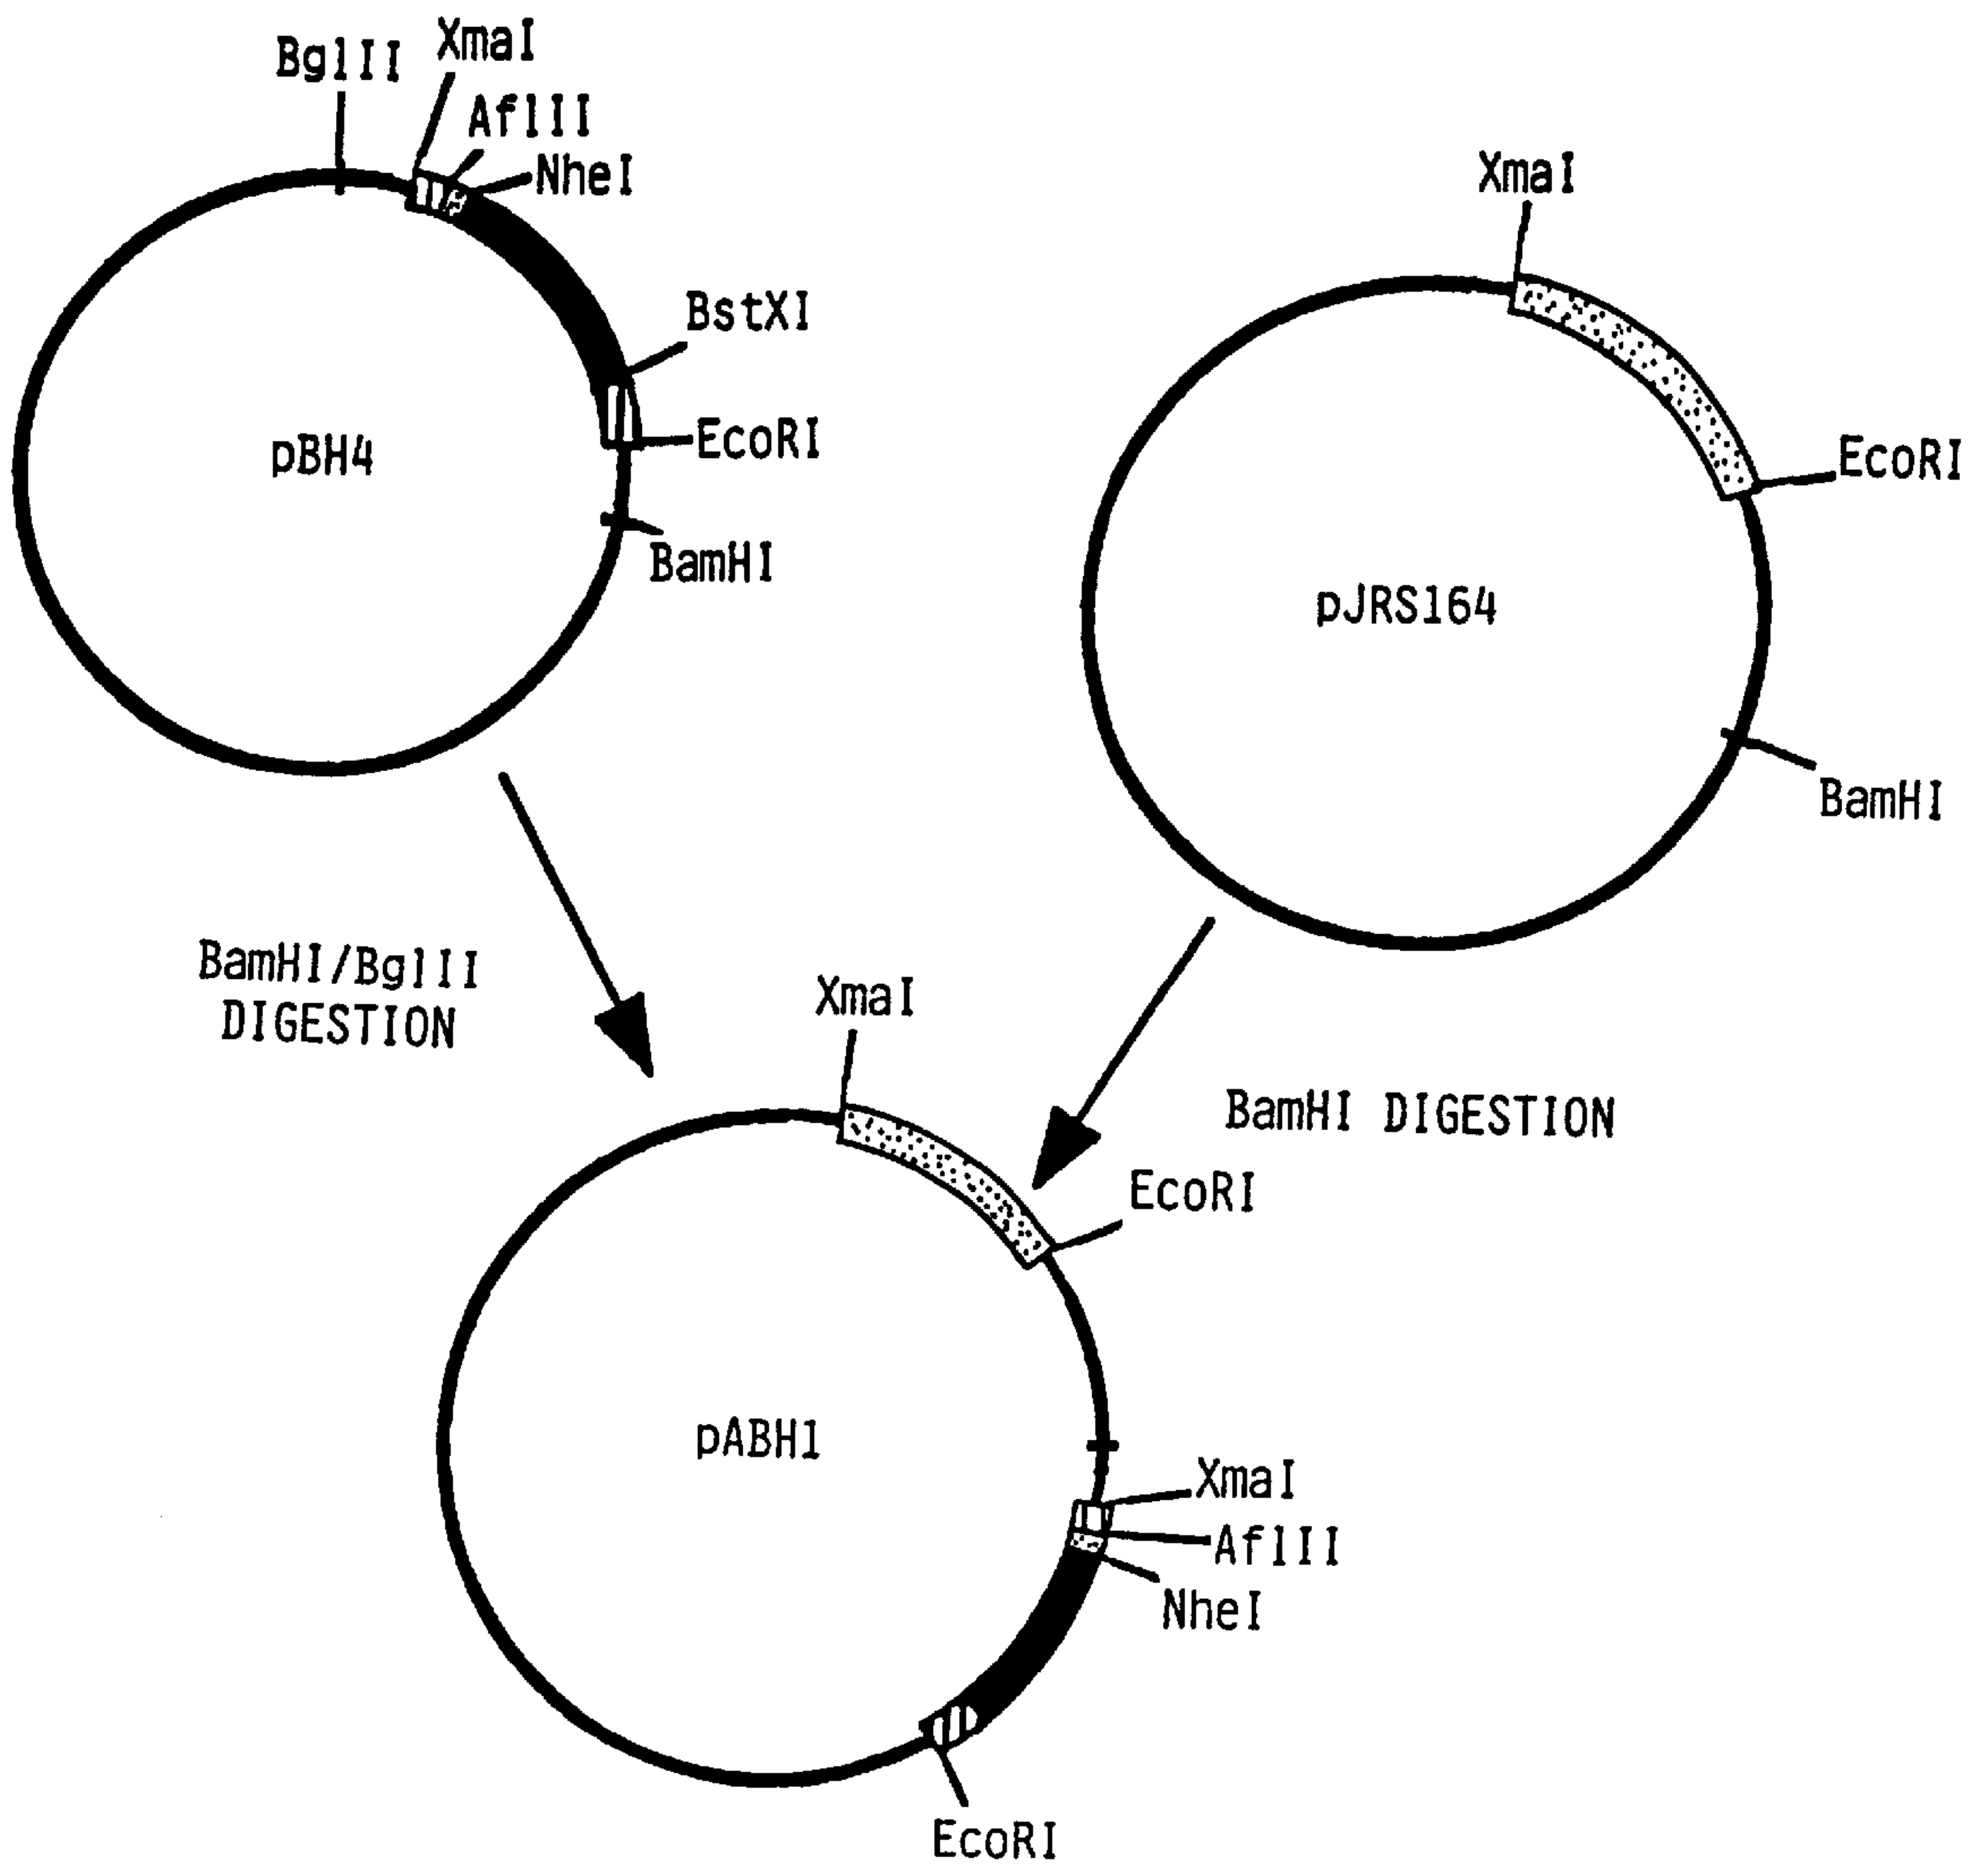 BglII
XmaI
AflII
NheI
BstXI
EcoRI
BamHI
pBH4
XmaI
EcoRI
BamHI
pJRS164
BamHI/BglII
DIGESTION
BamHI DIGESTION
XmaI
EcoRI
pABH1
XmaI
AflII
NheI
EcoRI